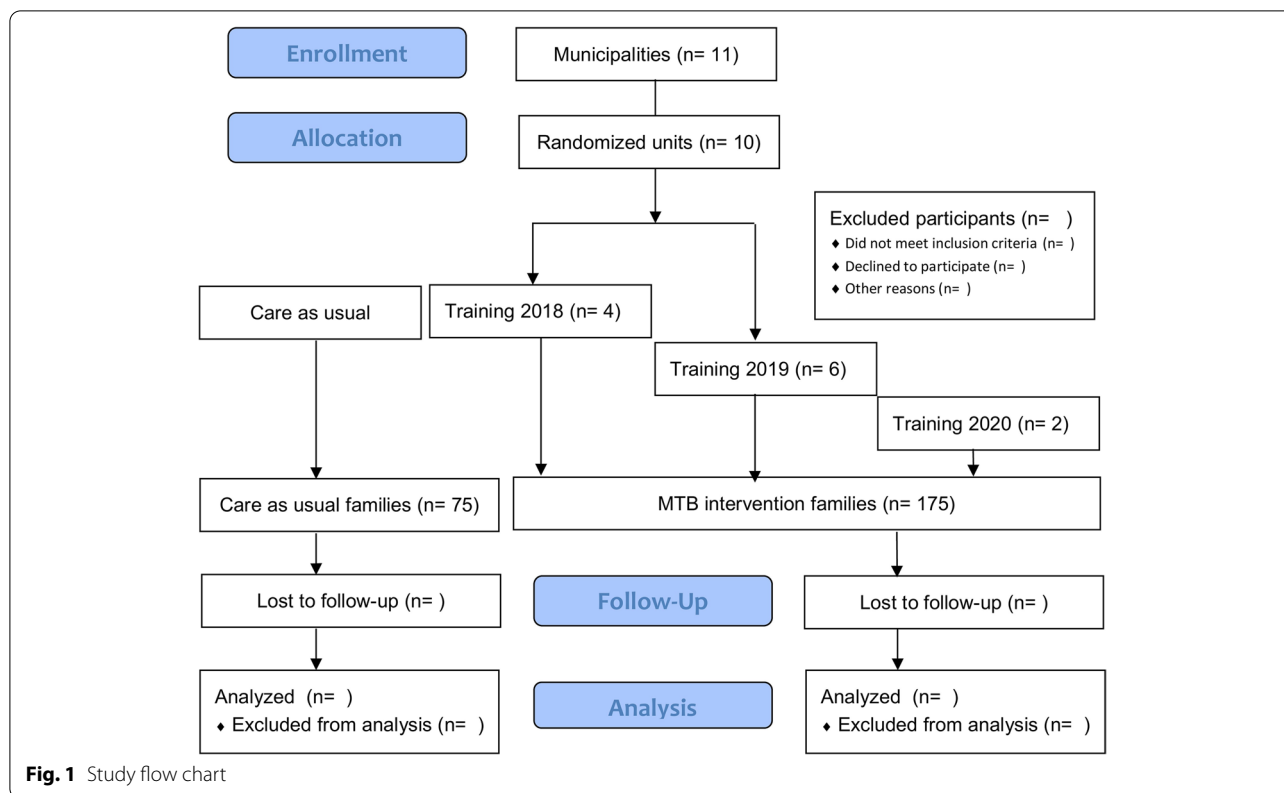 Enrollment
Municipalities (n= 11)
Allocation
Randomized units (n= 10)
Excluded participants (n= )
♦ Did not meet inclusion criteria (n= )
♦ Declined to participate (n= )
♦ Other reasons (n= )
Care as usual
Training 2018 (n= 4)
Training 2019 (n= 6)
Training 2020 (n= 2)
Care as usual families (n= 75)
MTB intervention families (n= 175)
Lost to follow-up (n= )
Follow-Up
Lost to follow-up (n= )
Analyzed (n= )
♦ Excluded from analysis (n= )
Analysis
Analyzed (n= )
♦ Excluded from analysis (n= )
Fig. 1 Study flow chart